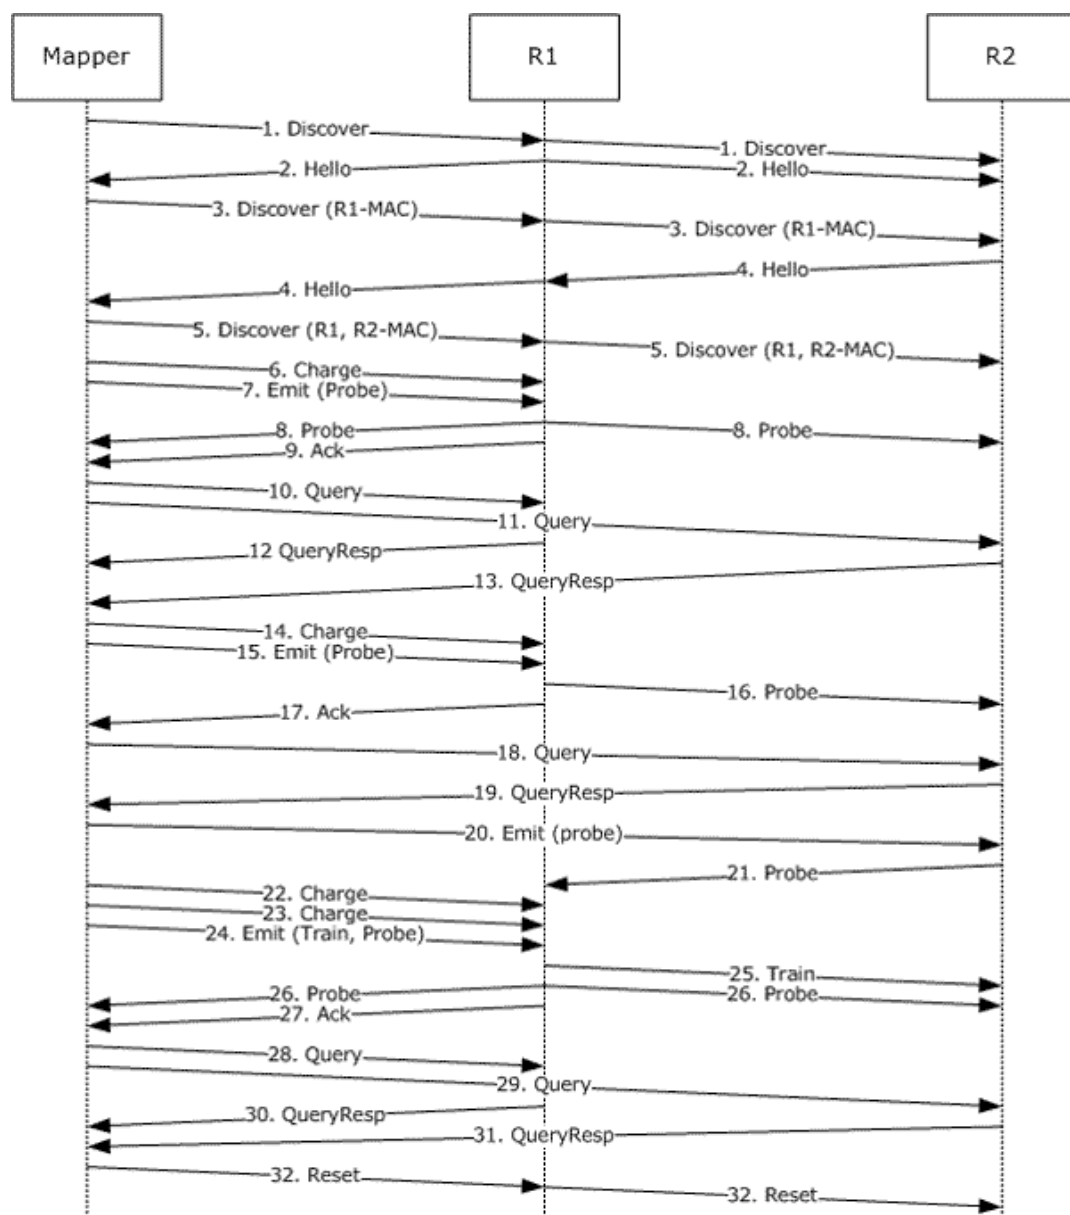 Mapper
R1
R2
1. Discover
1. Discover
2. Hello
2. Hello
3. Discover (R1-MAC)
3. Discover (R1-MAC)
4. Hello
4. Hello
5. Discover (R1, R2-MAC)
5. Discover (R1, R2-MAC)
6. Charge
7. Emit (Probe)
8. Probe
8. Probe
9. Ack
10. Query
11. Query
12 QueryResp
13. QueryResp
14. Charge
15. Emit (Probe)
16. Probe
17. Ack
18. Query
19. QueryResp
20. Emit (probe)
21. Probe
22. Charge
23. Charge
24. Emit (Train, Probe)
25. Train
26. Probe
26. Probe
27. Ack
28. Query
29. Query
30. QueryResp
31. QueryResp
32. Reset
32. Reset